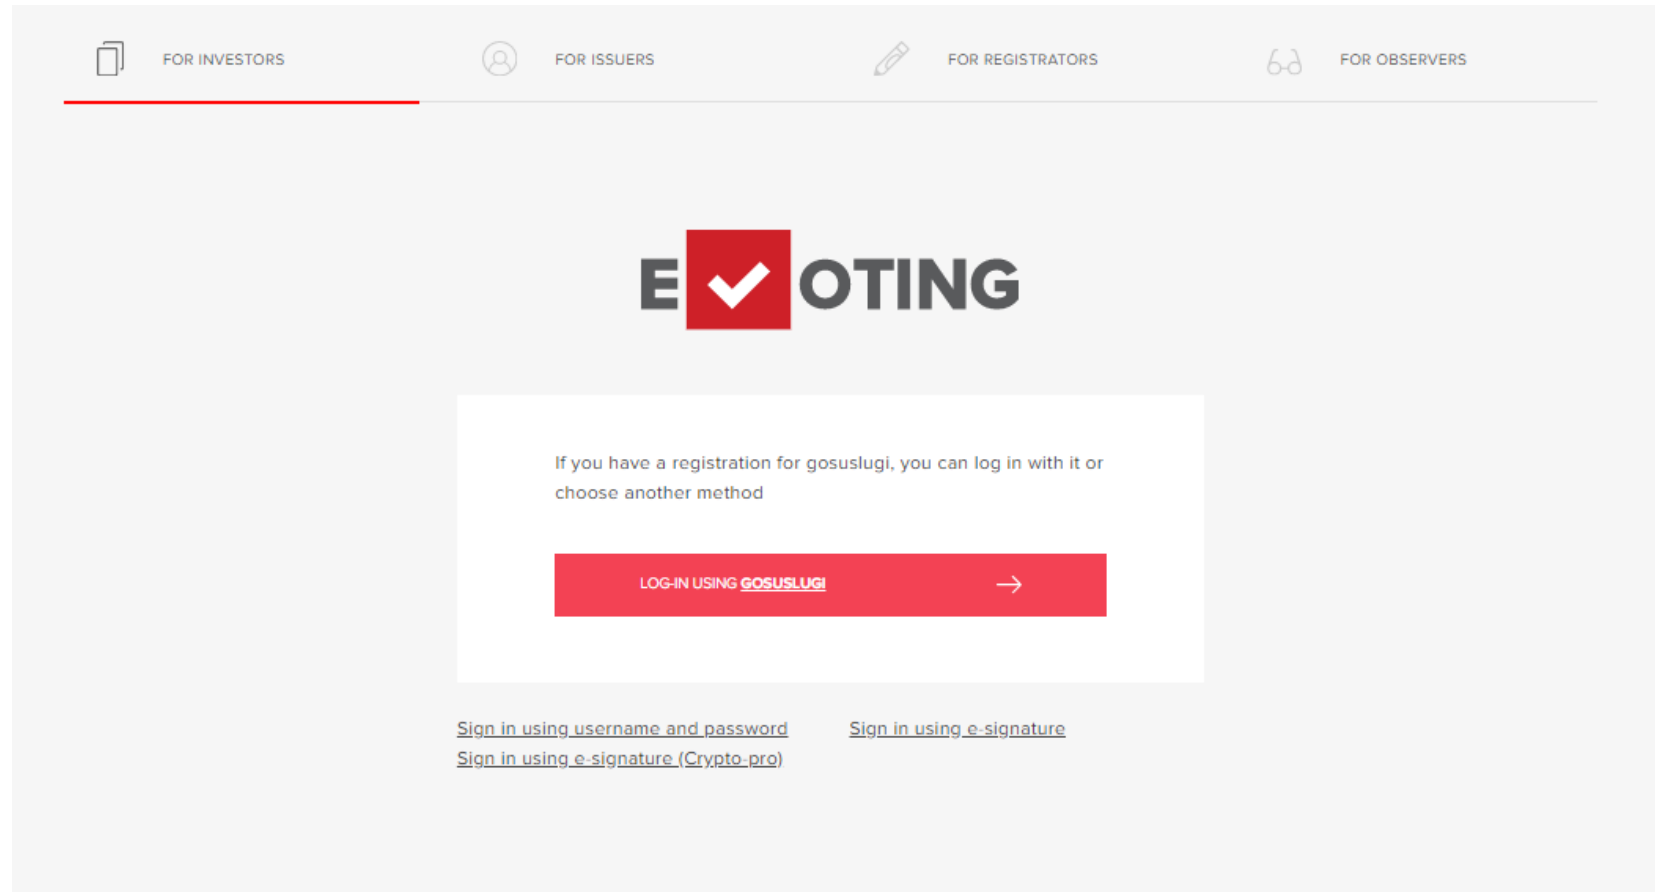 FOR INVESTORS
FOR ISSUERS
FOR REGISTRATORS
FOR OBSERVERS
E OTING
If you have a registration for gosuslugi, you can log in with it or
choose another method
LOG-IN USING GOSUSLUGI
Sign in using username and password
Sign in using e-signature
Sign in using e-signature (Crypto-pro)